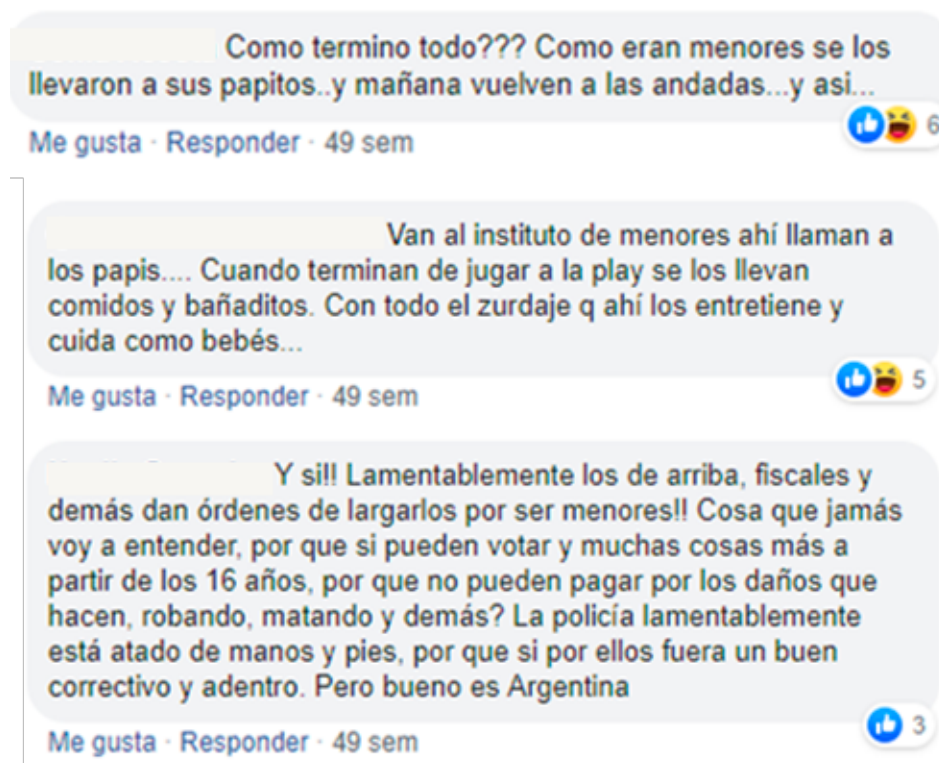 Como termino todo??? Como eran menores se los
llevaron a sus papitos..y mañana vuelven a las andadas...y asi...
6
Me gusta · Responder · 49 sem
Van al instituto de menores ahí llaman a
los papis.... Cuando terminan de jugar a la play se los llevan
comidos y bañaditos. Con todo el zurdaje q ahí los entretiene y
cuida como bebés...
5
Me gusta · Responder · 49 sem
Y si!! Lamentablemente los de arriba, fiscales y
demás dan órdenes de largarlos por ser menores!! Cosa que jamás
voy a entender, por que si pueden votar y muchas cosas más a
partir de los 16 años, por que no pueden pagar por los daños que
hacen, robando, matando y demás? La policía lamentablemente
está atado de manos y pies, por que si por ellos fuera un buen
correctivo y adentro. Pero bueno es Argentina
3
Me gusta · Responder · 49 sem